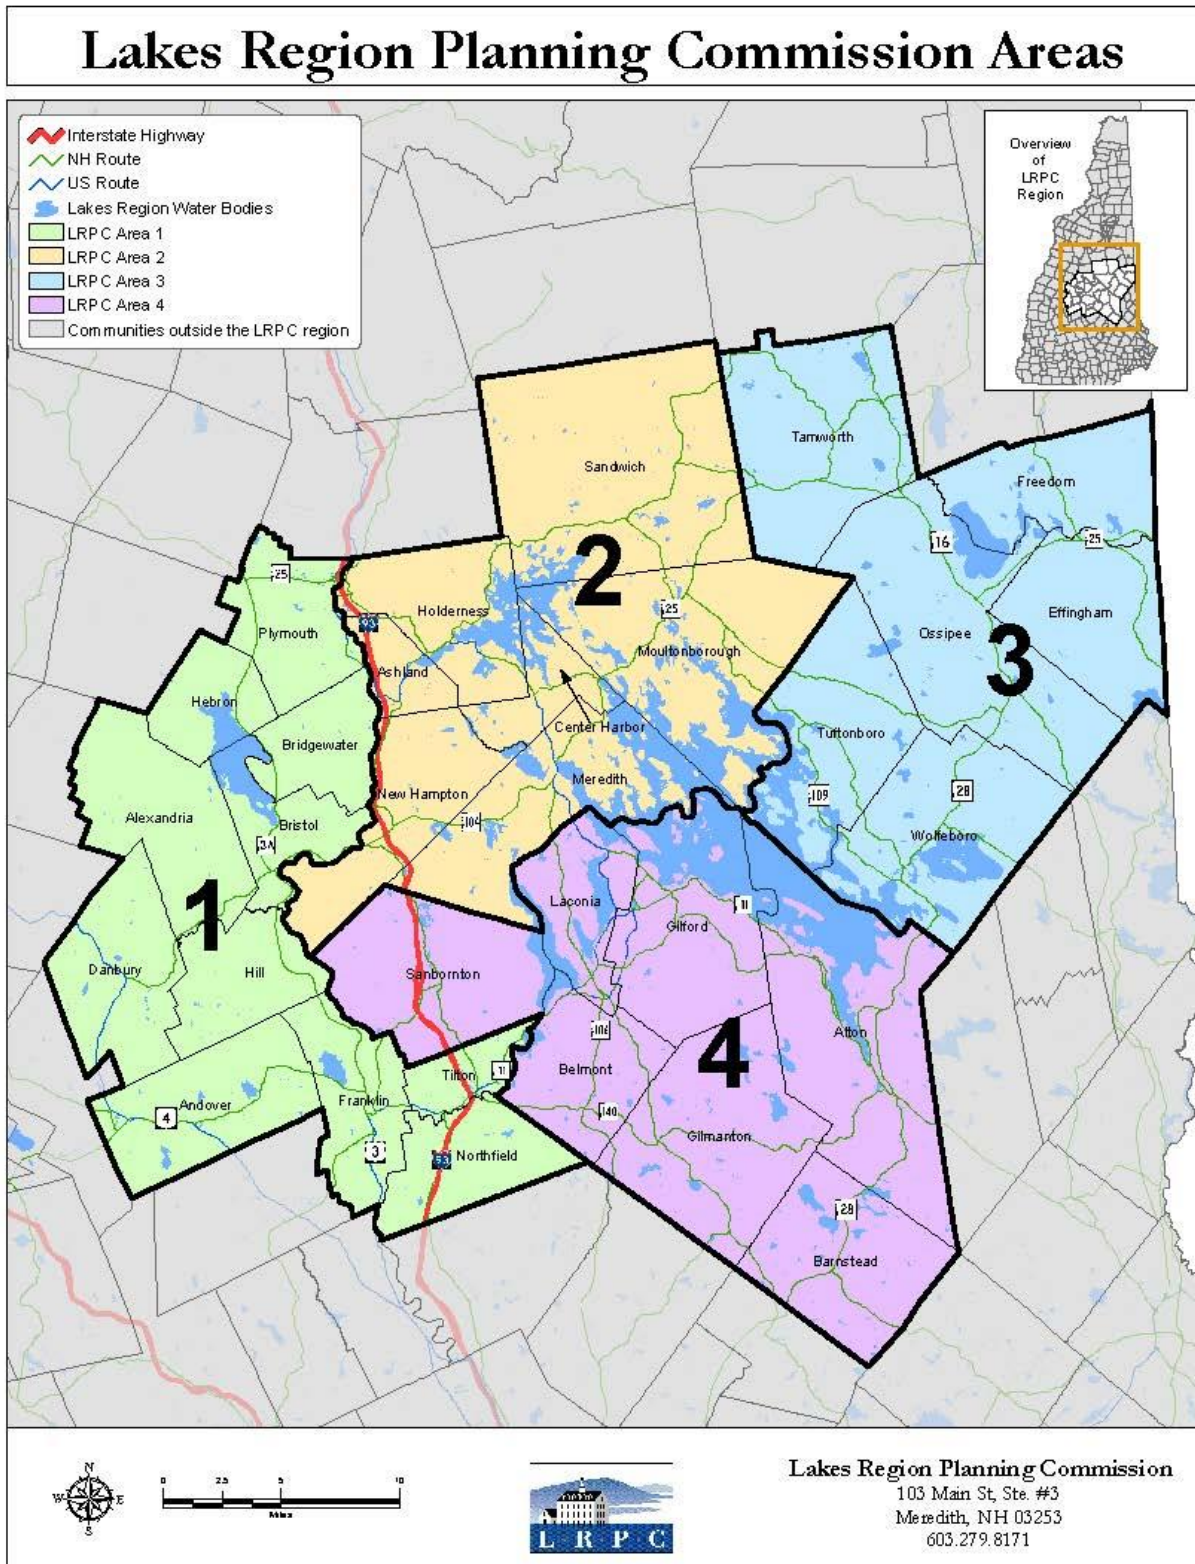 Lakes Region Planning Commission Areas
Interstate Highway
NH Route
US Route
Lakes Region Water Bodies
LRPC Area 1
LRPC Area 2
LRPC Area 3
LRPC Area 4
Communities outside the LRPC region
Overview
of
LRPC
Region
Tamworth
Sandwich
Freedom
16
25
2
25
Holderness
Effingham
Plymouth
93
25
Ossipee
3
Moultonborough
Ashland
Hebron
Center Harbor
Tuftonboro
Bridgewater
Meredith
New Hampton
109
28
Alexandria
Bristol
104
Wolfeboro
3A
1
Laconia
11
Gilford
Danbury
Hill
Sanbornton
106
4
Alton
Belmont
Tilton
11
Andover
Franklin
140
4
Gilmanton
3
93
Northfield
28
Barnstead
N
W
E
S
0
2.5
5
10
Miles
L R P C
Lakes Region Planning Commission
103 Main St, Ste. #3
Meredith, NH 03253
603.279.8171